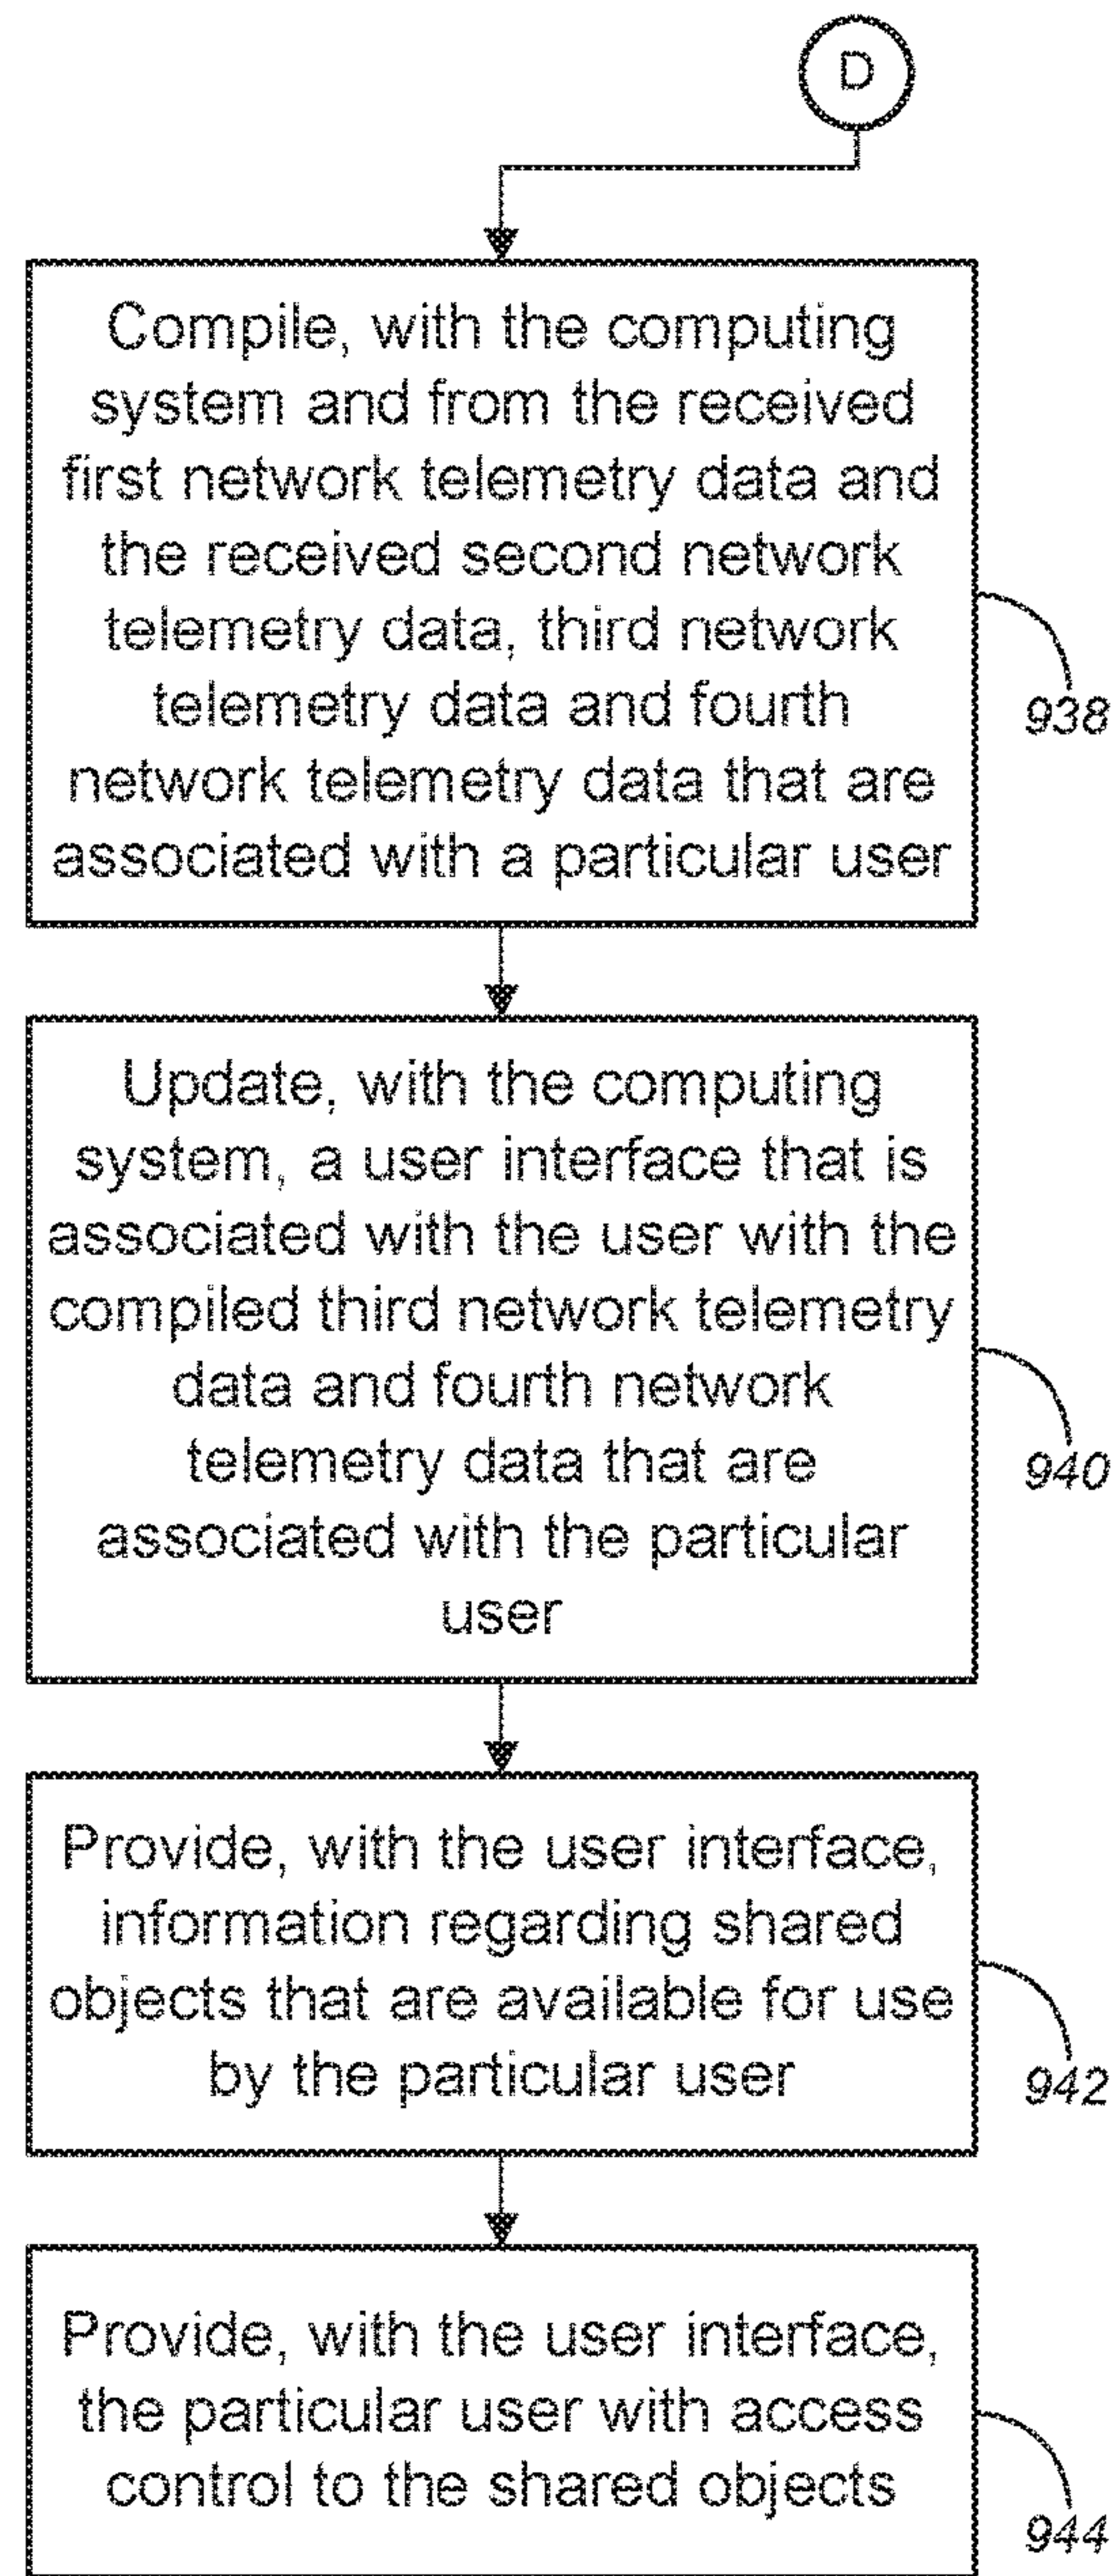 D
Compile, with the computing
system and from the received
first network telemetry data and
the received second network
telemetry data, third network
telemetry data and fourth
network telemetry data that are
associated with a particular user
938
Update, with the computing
system, a user interface that is
associated with the user with the
compiled third network telemetry
data and fourth network
telemetry data that are
associated with the particular
user
940
Provide, with the user interface,
information regarding shared
objects that are available for use
by the particular user
942
Provide, with the user interface,
the particular user with access
control to the shared objects
944